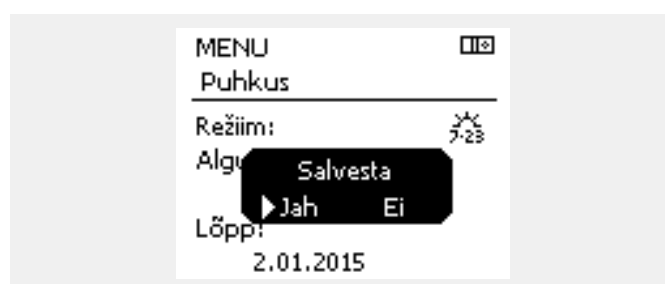 MENU
Puhkus
Režiim:
7-23
Algu
Salvesta
Jah Ei
Lõpp:
2.01.2015